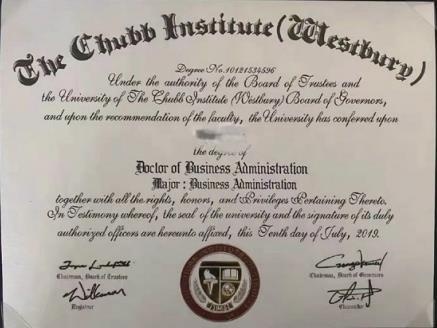 The Chubb Institute (Westbury)
Degree No.10121534596
Under the authority of the Board of Trustees and
the University of The Chubb Institute (Westbury) Board of Governors,
and upon the recommendation of the faculty, the University has conferred upon
the degree of
Doctor of Business Administration
Major : Business Administration
together with all the rights, honors, and Privileges Pertaining Thereto.
In Testimony whereof, the seal of the university and the signature of its duly
authorized officers are hereunto affixed, this Tenth day of July, 2019.
Chairman, Board of Trustees
Chairman, Board of Governors
Registrar
Chancellor